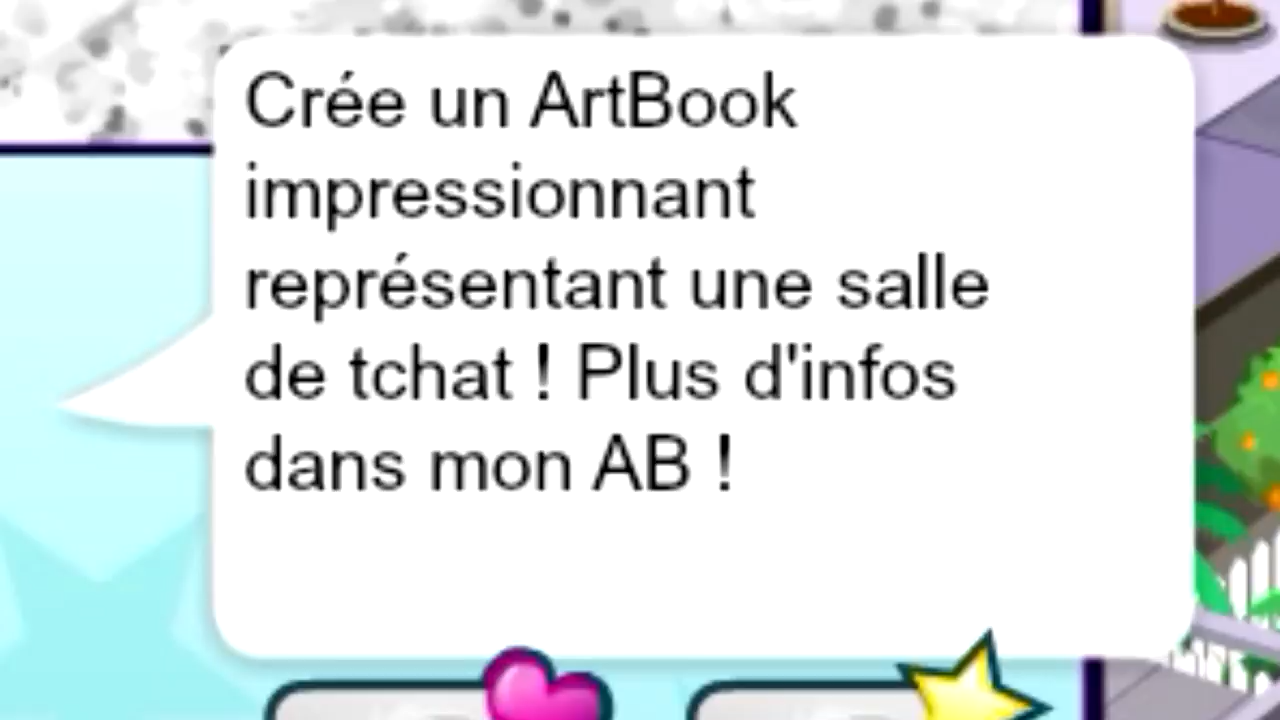 Crée un ArtBook
impressionnant
représentant une salle
de tchat ! Plus d'infos
dans mon AB !